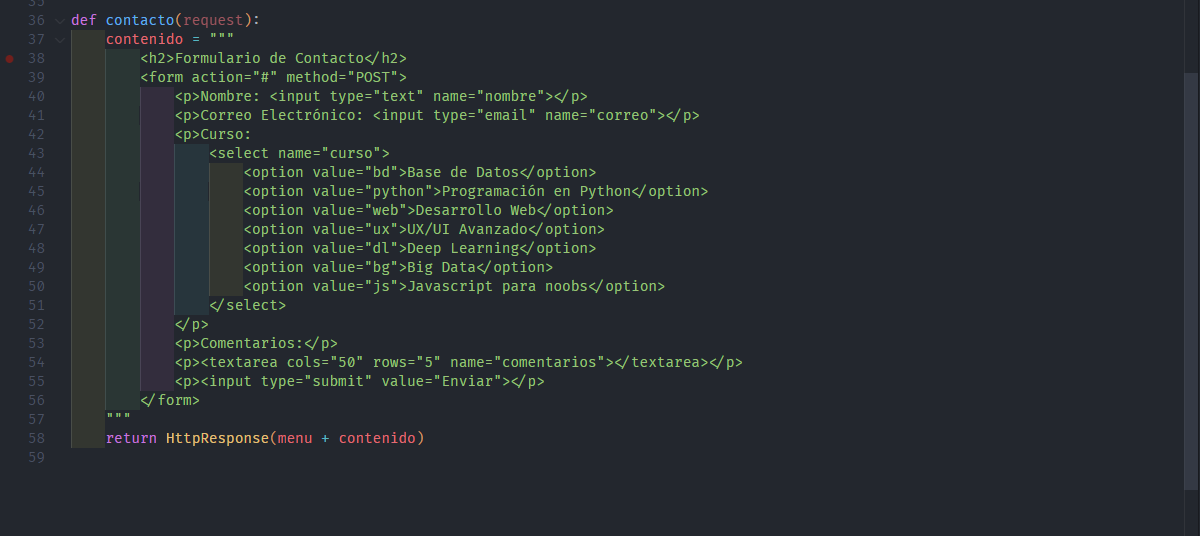 35
36 def contacto(request):
37     contenido = """
38         <h2>Formulario de Contacto</h2>
39         <form action="#" method="POST">
40             <p>Nombre: <input type="text" name="nombre"></p>
41             <p>Correo Electrónico: <input type="email" name="correo"></p>
42             <p>Curso:
43                 <select name="curso">
44                     <option value="bd">Base de Datos</option>
45                     <option value="python">Programación en Python</option>
46                     <option value="web">Desarrollo Web</option>
47                     <option value="ux">UX/UI Avanzado</option>
48                     <option value="dl">Deep Learning</option>
49                     <option value="bg">Big Data</option>
50                     <option value="js">Javascript para noobs</option>
51                 </select>
52             </p>
53             <p>Comentarios:</p>
54             <p><textarea cols="50" rows="5" name="comentarios"></textarea></p>
55             <p><input type="submit" value="Enviar"></p>
56         </form>
57     """
58     return HttpResponse(menu + contenido)
59